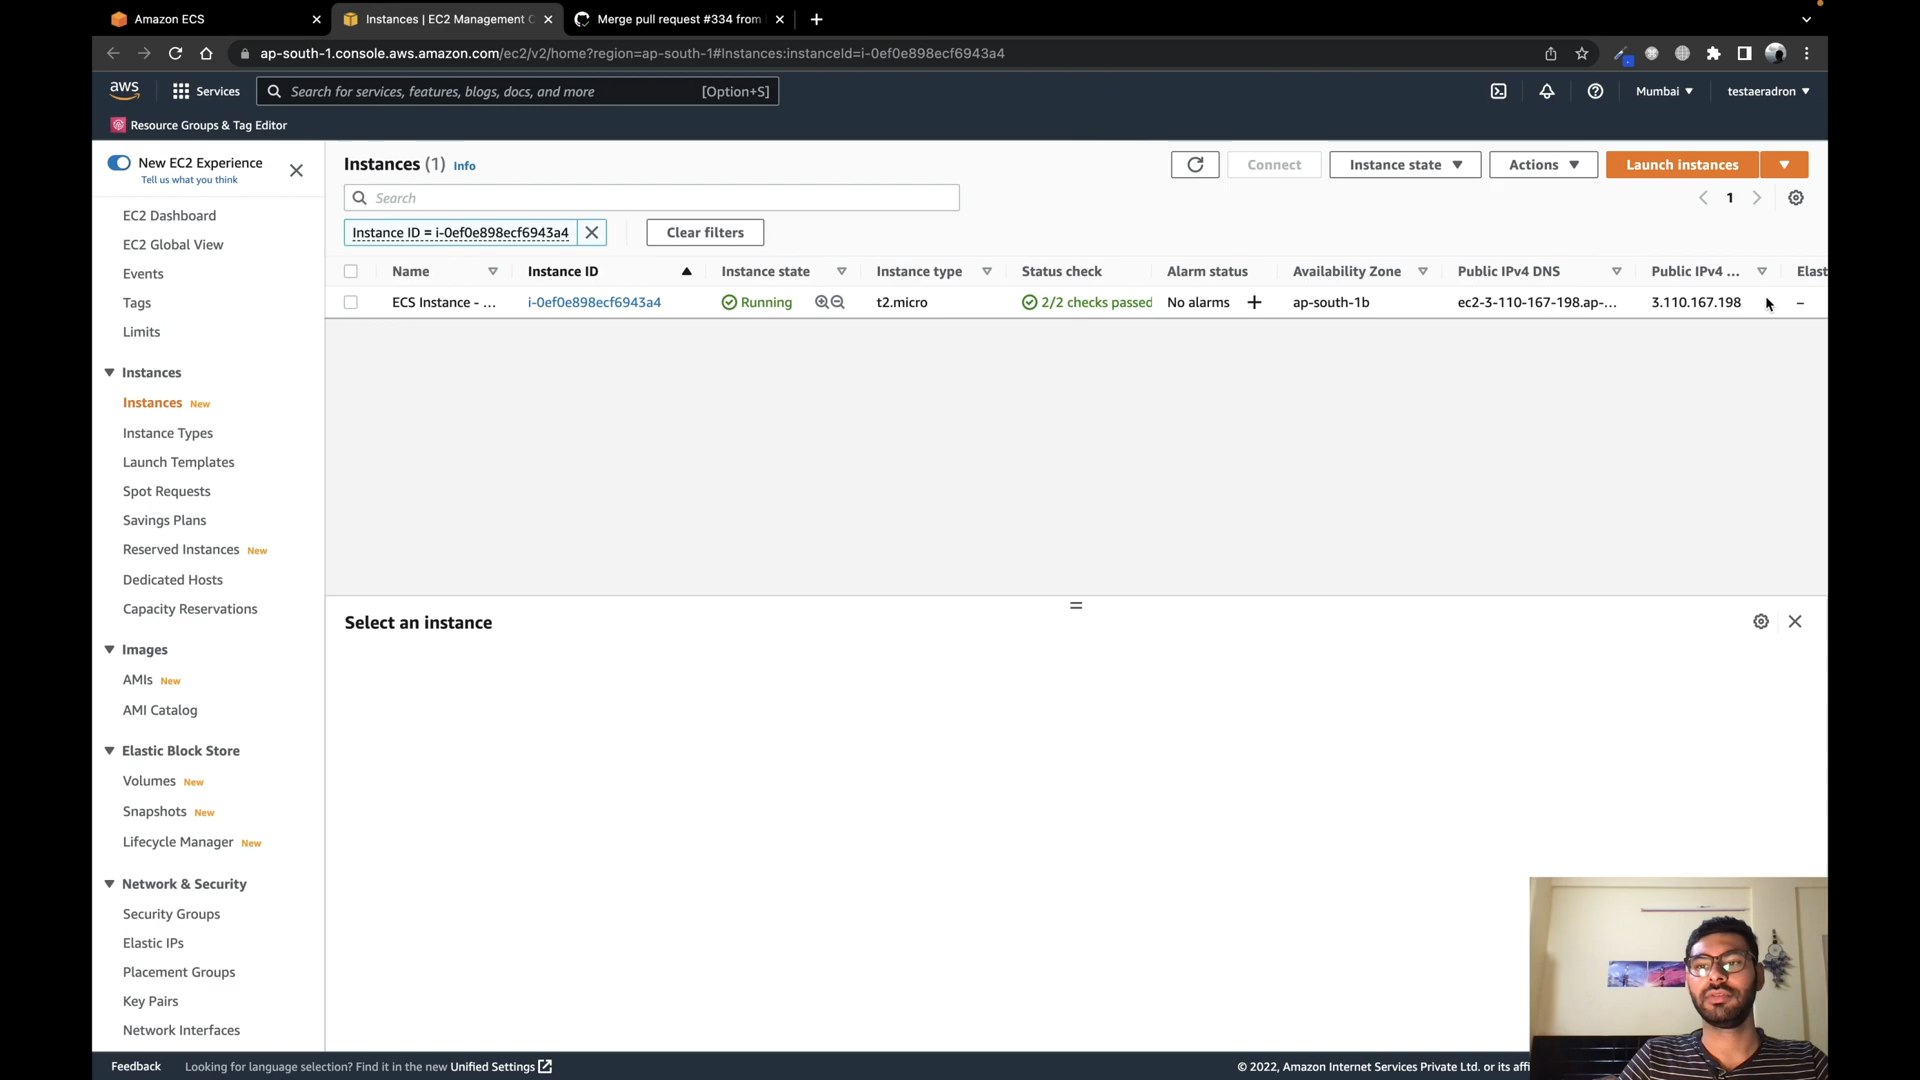 Amazon ECS
Instances | EC2 Management C
Merge pull request #334 from
ap-south-1.console.aws.amazon.com/ec2/v2/home?region=ap-south-1#Instances:instanceId=i-0ef0e898ecf6943a4
aws
Services
Search for services, features, blogs, docs, and more
[Option+S]
Mumbai
testaeradron
Resource Groups & Tag Editor
New EC2 Experience
Tell us what you think
EC2 Dashboard
EC2 Global View
Events
Tags
Limits
Instances
Instances New
Instance Types
Launch Templates
Spot Requests
Savings Plans
Reserved Instances New
Dedicated Hosts
Capacity Reservations
Images
AMIs New
AMI Catalog
Elastic Block Store
Volumes New
Snapshots New
Lifecycle Manager New
Network & Security
Security Groups
Elastic IPs
Placement Groups
Key Pairs
Network Interfaces
Instances (1) Info
Connect
Instance state
Actions
Launch instances
Search
1
Instance ID = i-0ef0e898ecf6943a4
Clear filters
Name Instance ID Instance state Instance type Status check Alarm status Availability Zone Public IPv4 DNS Public IPv4 ... Elast
ECS Instance - ... i-0ef0e898ecf6943a4 Running t2.micro 2/2 checks passed No alarms + ap-south-1b ec2-3-110-167-198.ap-... 3.110.167.198 –
Select an instance
Feedback
Looking for language selection? Find it in the new Unified Settings
© 2022, Amazon Internet Services Private Ltd. or its affi